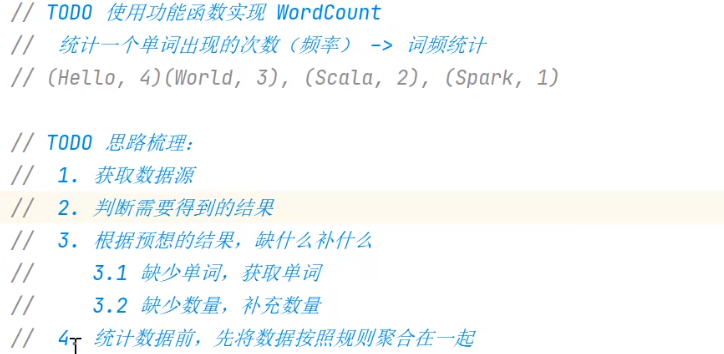 // TODO 使用功能函数实现 WordCount
// 统计一个单词出现的次数（频率） -> 词频统计
// (Hello, 4)(World, 3), (Scala, 2), (Spark, 1)
// TODO 思路梳理：
// 1. 获取数据源
// 2. 判断需要得到的结果
// 3. 根据预想的结果，缺什么补什么
// 3.1 缺少单词，获取单词
// 3.2 缺少数量，补充数量
// 4. 统计数据前，先将数据按照规则聚合在一起